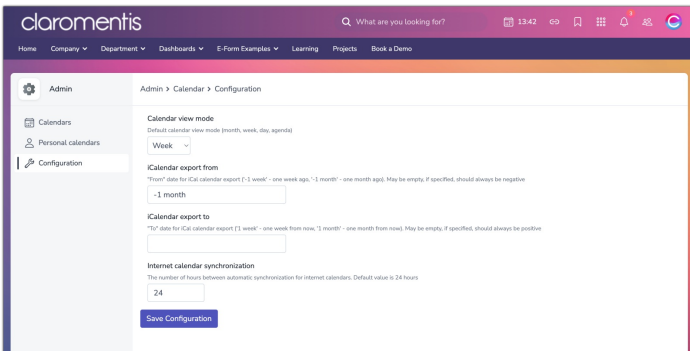 claromentis
What are you looking for?
13:42
3
Home Company Department Dashboards E-Form Examples Learning Projects Book a Demo
Admin
Admin > Calendar > Configuration
Calendars
Personal calendars
Configuration
Calendar view mode
Default calendar view mode (month, week, day, agenda)
Week
iCalendar export from
"From" date for iCal calendar export ('-1 week' - one week ago, '-1 month' - one month ago). May be empty, if specified, should always be negative
-1 month
iCalendar export to
"To" date for iCal calendar export ('1 week' - one week from now, '1 month' - one month from now). May be empty, if specified, should always be positive
Internet calendar synchronization
The number of hours between automatic synchronization for internet calendars. Default value is 24 hours
24
Save Configuration